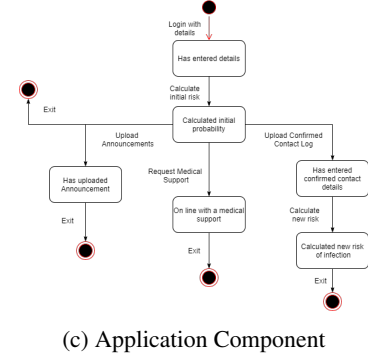 Login with
details
Has entered details
Calculate
initial risk
Exit
Calculated initial
probability
Upload
Announcements
Upload Confirmed
Contact Log
Request Medical
Support
Has uploaded
Announcement
Has entered
confirmed contact
details
On line with a medical
support
Calculate
new risk
Exit
Exit
Calculated new risk
of infection
Exit
(c) Application Component